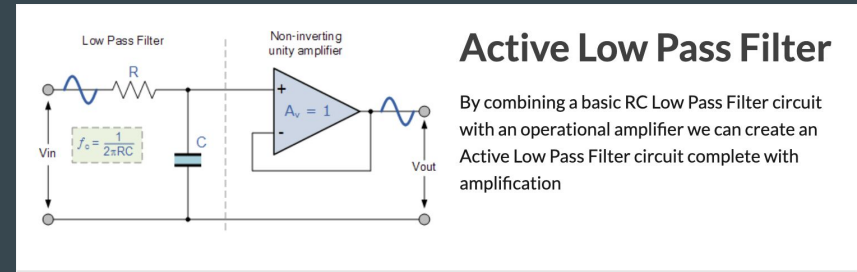 Low Pass Filter
Non-inverting
unity amplifier
R
+
Aᵥ = 1
-
f꜀ = 1/2πRC
C
Vin
Vout
Active Low Pass Filter
By combining a basic RC Low Pass Filter circuit
with an operational amplifier we can create an
Active Low Pass Filter circuit complete with
amplification